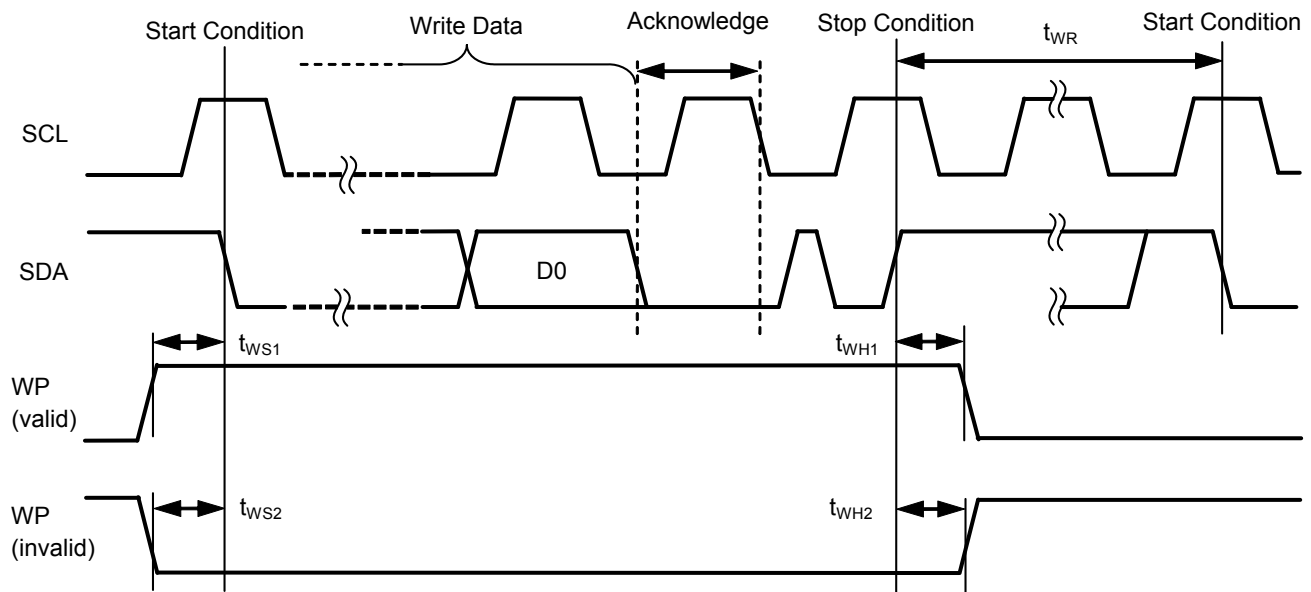 Start Condition
Write Data
Acknowledge
Stop Condition
tWR
Start Condition
SCL
SDA
D0
tWS1
tWH1
WP
(valid)
tWS2
tWH2
WP
(invalid)